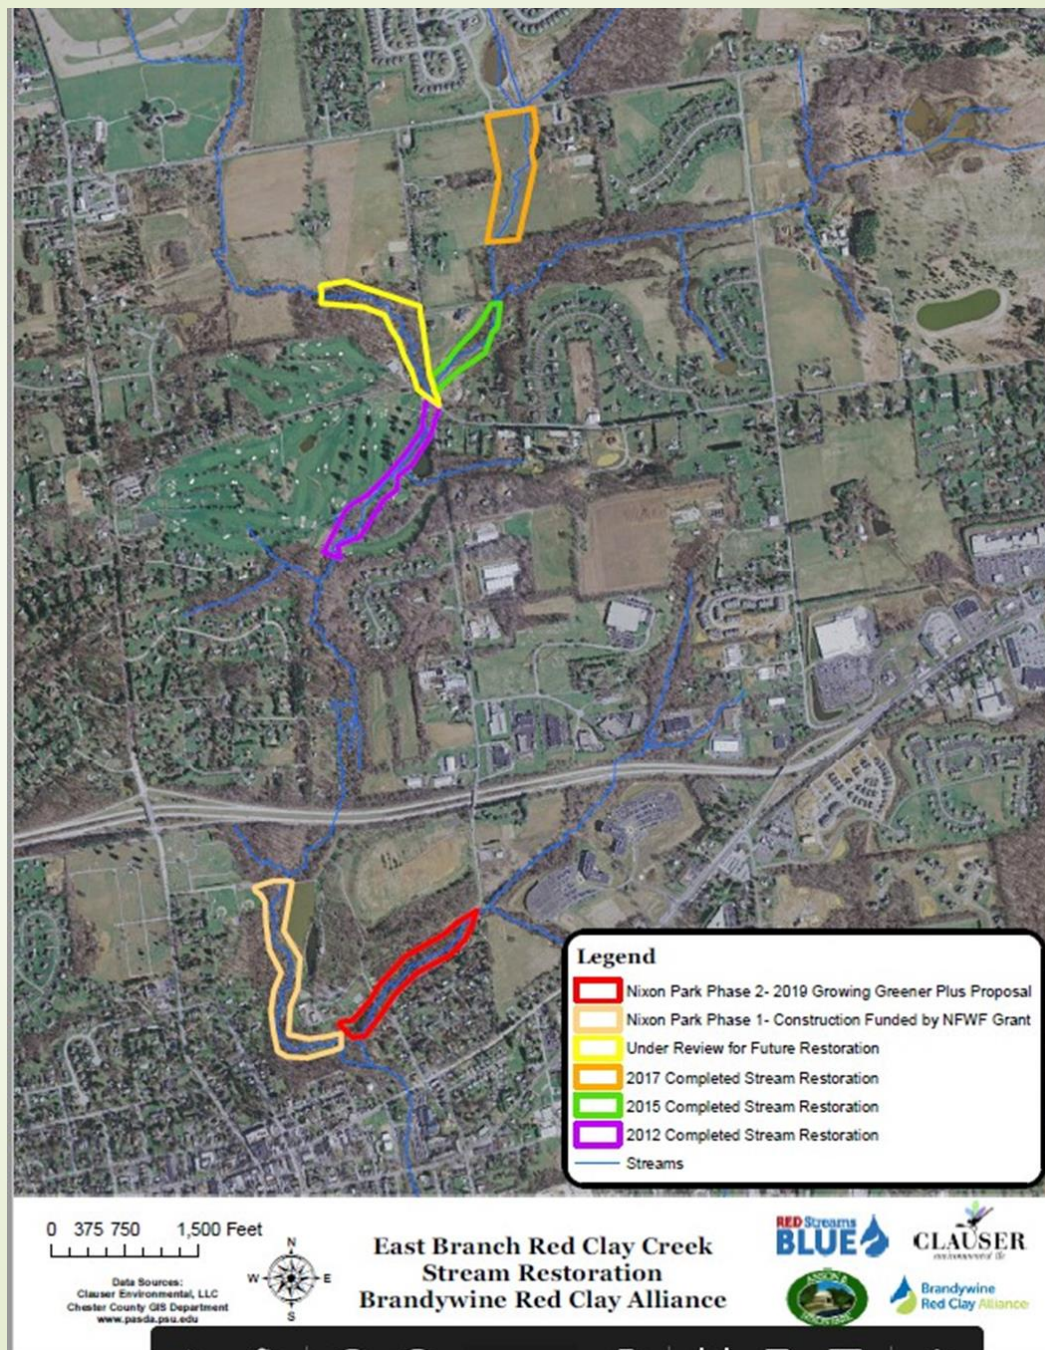 Legend
Nixon Park Phase 2- 2019 Growing Greener Plus Proposal
Nixon Park Phase 1- Construction Funded by NFWF Grant
Under Review for Future Restoration
2017 Completed Stream Restoration
2015 Completed Stream Restoration
2012 Completed Stream Restoration
Streams
0 375 750 1,500 Feet
Data Sources:
Clauser Environmental, LLC
Chester County GIS Department
www.pasda.psu.edu
N
W E
S
East Branch Red Clay Creek
Stream Restoration
Brandywine Red Clay Alliance
RED Streams
BLUE
CLAUSER
environmental llc
Brandywine
Red Clay Alliance